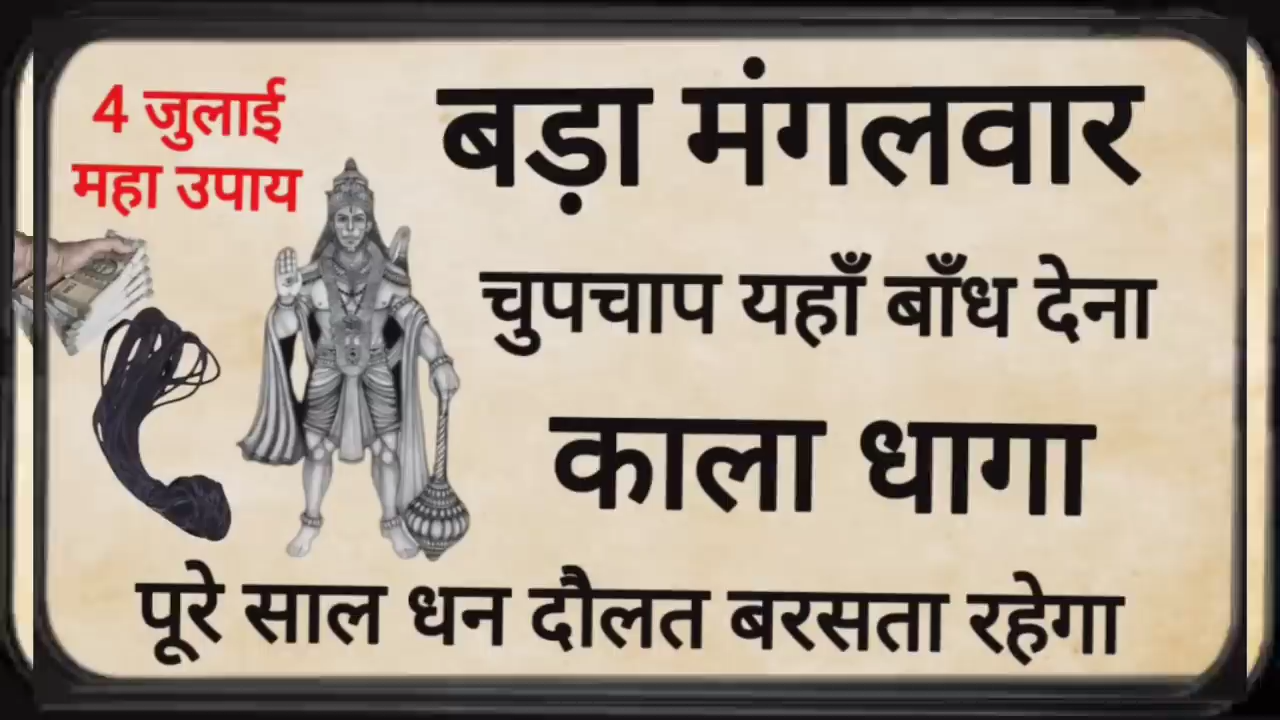 4 जुलाई
महा उपाय
बड़ा मंगलवार
चुपचाप यहाँ बाँध देना
काला धागा
पूरे साल धन दौलत बरसता रहेगा